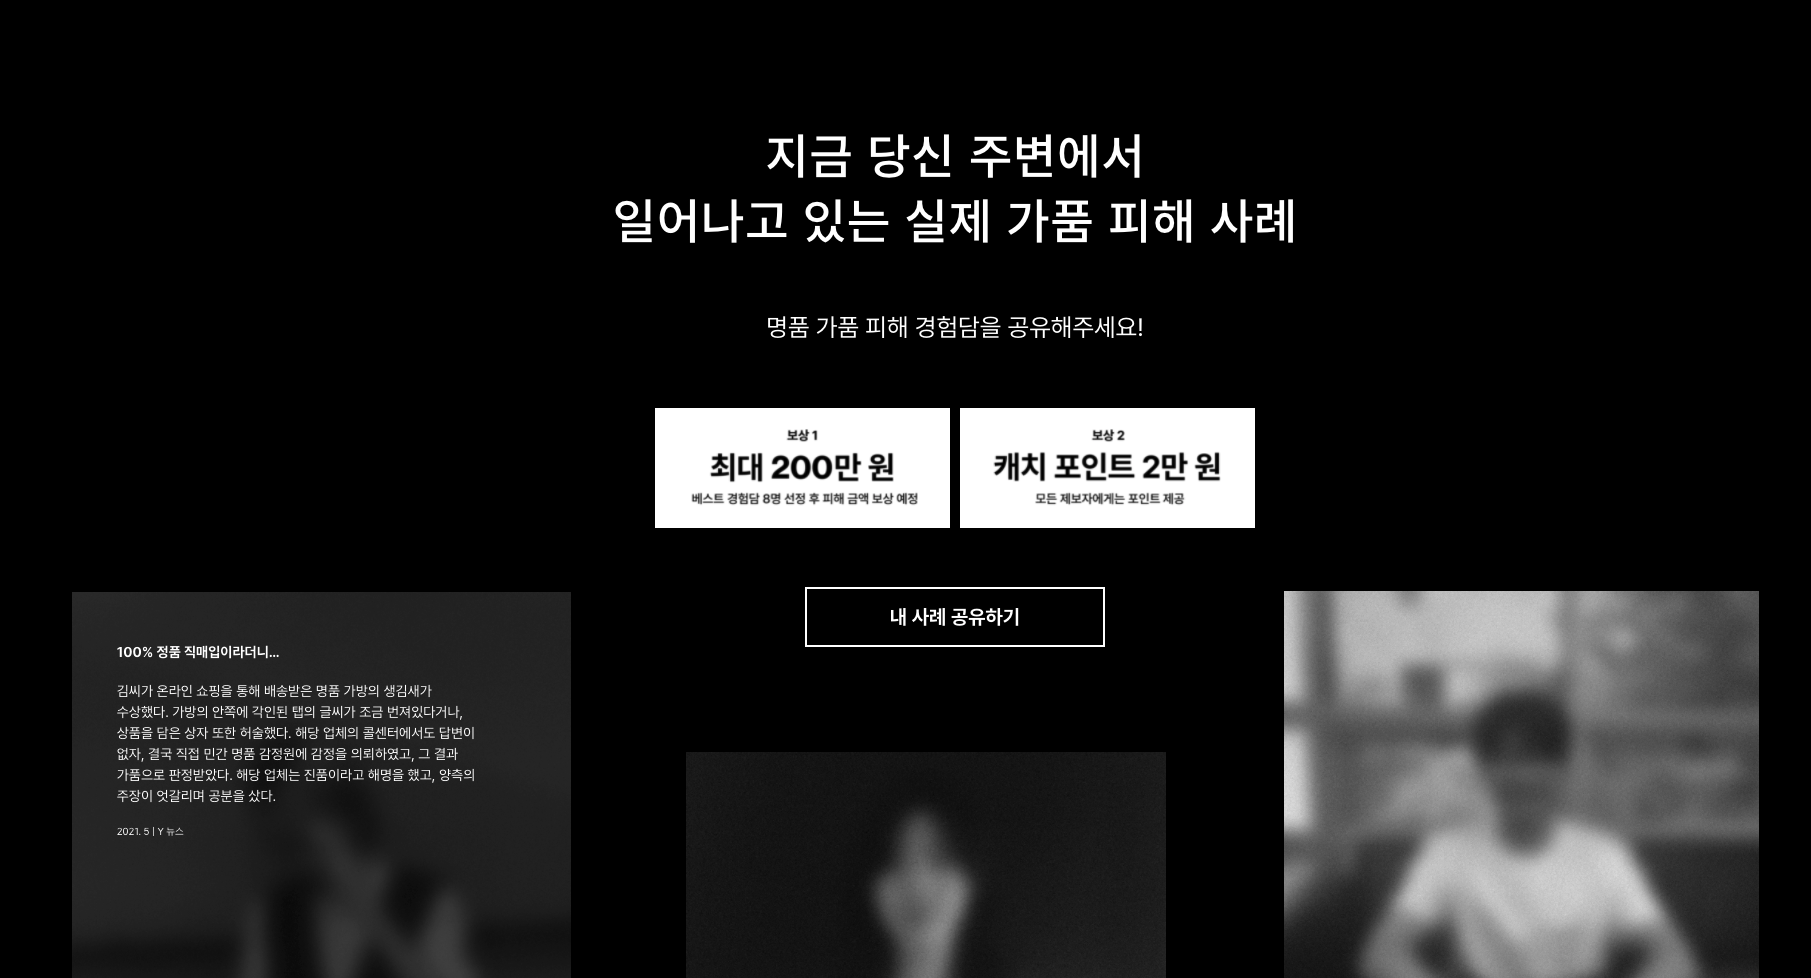 지금 당신 주변에서
일어나고 있는 실제 가품 피해 사례
명품 가품 피해 경험담을 공유해주세요!
보상 1
최대 200만 원
베스트 경험담 8명 선정 후 피해 금액 보상 예정
보상 2
캐치 포인트 2만 원
모든 제보자에게는 포인트 제공
내 사례 공유하기
100% 정품 직매입이라더니...
김씨가 온라인 쇼핑을 통해 배송받은 명품 가방의 생김새가
수상했다. 가방의 안쪽에 각인된 탭의 글씨가 조금 번져있다거나,
상품을 담은 상자 또한 허술했다. 해당 업체의 콜센터에서도 답변이
없자, 결국 직접 민간 명품 감정원에 감정을 의뢰하였고, 그 결과
가품으로 판정받았다. 해당 업체는 진품이라고 해명을 했고, 양측의
주장이 엇갈리며 공분을 샀다.
2021. 5 | Y 뉴스